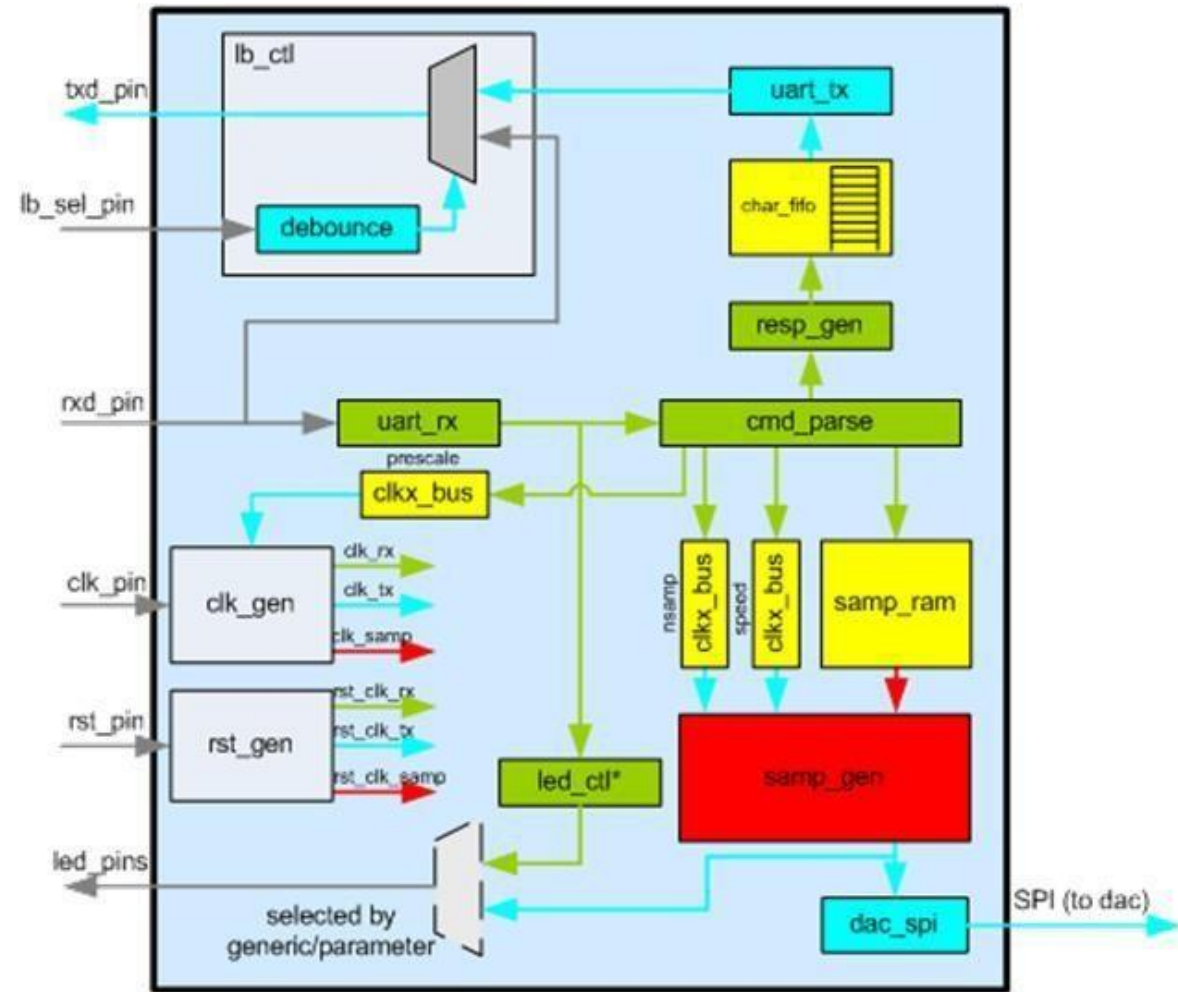 lb_ctl
txd_pin
uart_tx
lb_sel_pin
debounce
char_fifo
resp_gen
rxd_pin
uart_rx
cmd_parse
prescale
clkx_bus
clk_pin
clk_gen
clk_rx
clk_tx
clk_samp
nsamp
clkx_bus
speed
clkx_bus
samp_ram
rst_pin
rst_gen
rst_clk_rx
rst_clk_tx
rst_clk_samp
led_ctl*
samp_gen
led_pins
selected by
generic/parameter
dac_spi
SPI (to dac)